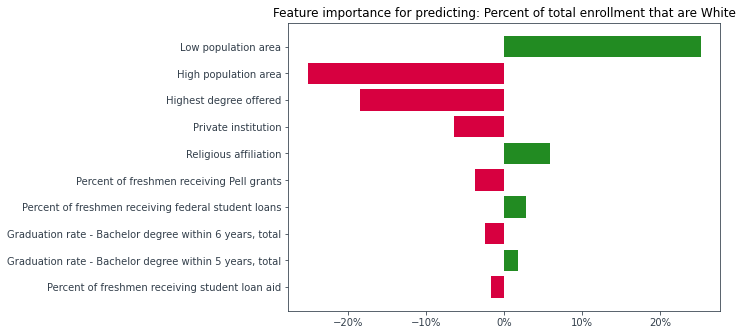 Feature importance for predicting: Percent of total enrollment that are White
Low population area
High population area
Highest degree offered
Private institution
Religious affiliation
Percent of freshmen receiving Pell grants
Percent of freshmen receiving federal student loans
Graduation rate - Bachelor degree within 6 years, total
Graduation rate - Bachelor degree within 5 years, total
Percent of freshmen receiving student loan aid
−20% −10% 0% 10% 20%